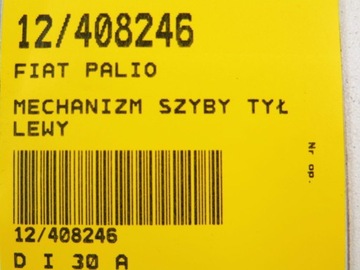 12/408246
FIAT PALIO
MECHANIZM SZYBY TYŁ
LEWY
Nr op.
12/408246
D I 30 A